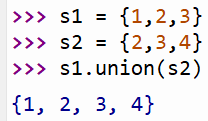 >>> s1 = {1,2,3}
>>> s2 = {2,3,4}
>>> s1.union(s2)
{1, 2, 3, 4}